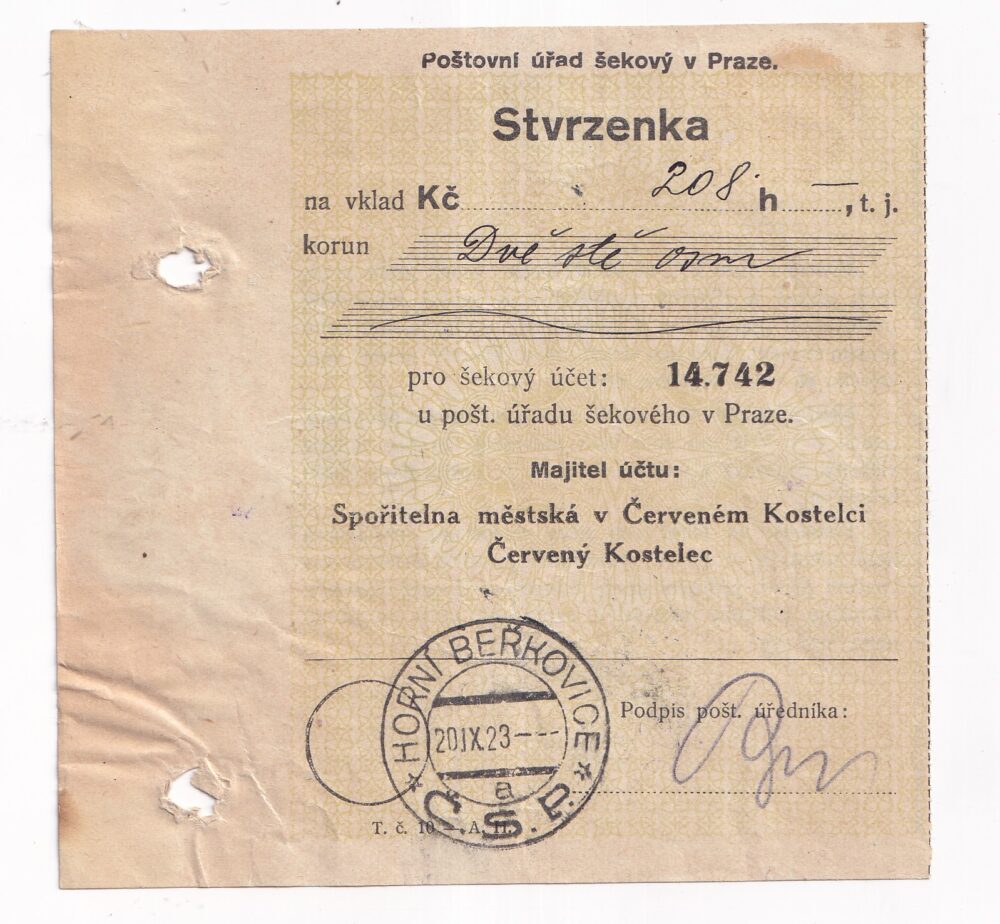 Poštovní úřad šekový v Praze.
Stvrzenka
na vklad Kč 208 h —, t. j.
korun Dvě stě osm
pro šekový účet: 14.742
u pošt. úřadu šekového v Praze.
Majitel účtu:
Spořitelna městská v Červeném Kostelci
Červený Kostelec
HORNÍ BEŘKOVICE
20.IX.23---
a
Č.S.P.
Podpis pošt. úředníka:
T. č. 10 — A.